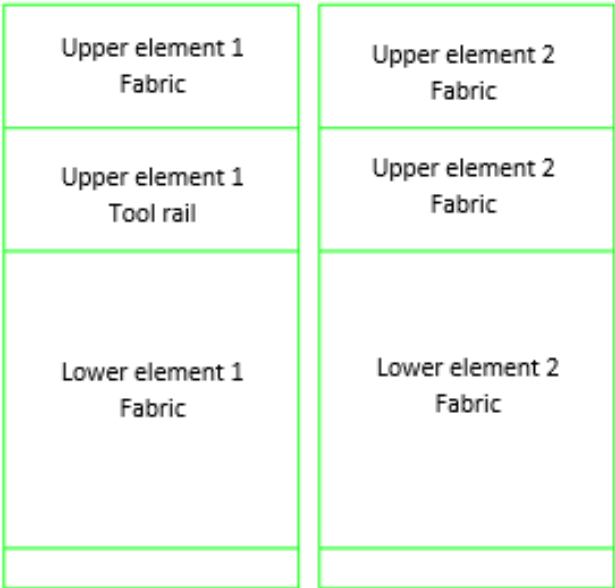 Upper element 1
Fabric
Upper element 2
Fabric
Upper element 1
Tool rail
Upper element 2
Fabric
Lower element 1
Fabric
Lower element 2
Fabric